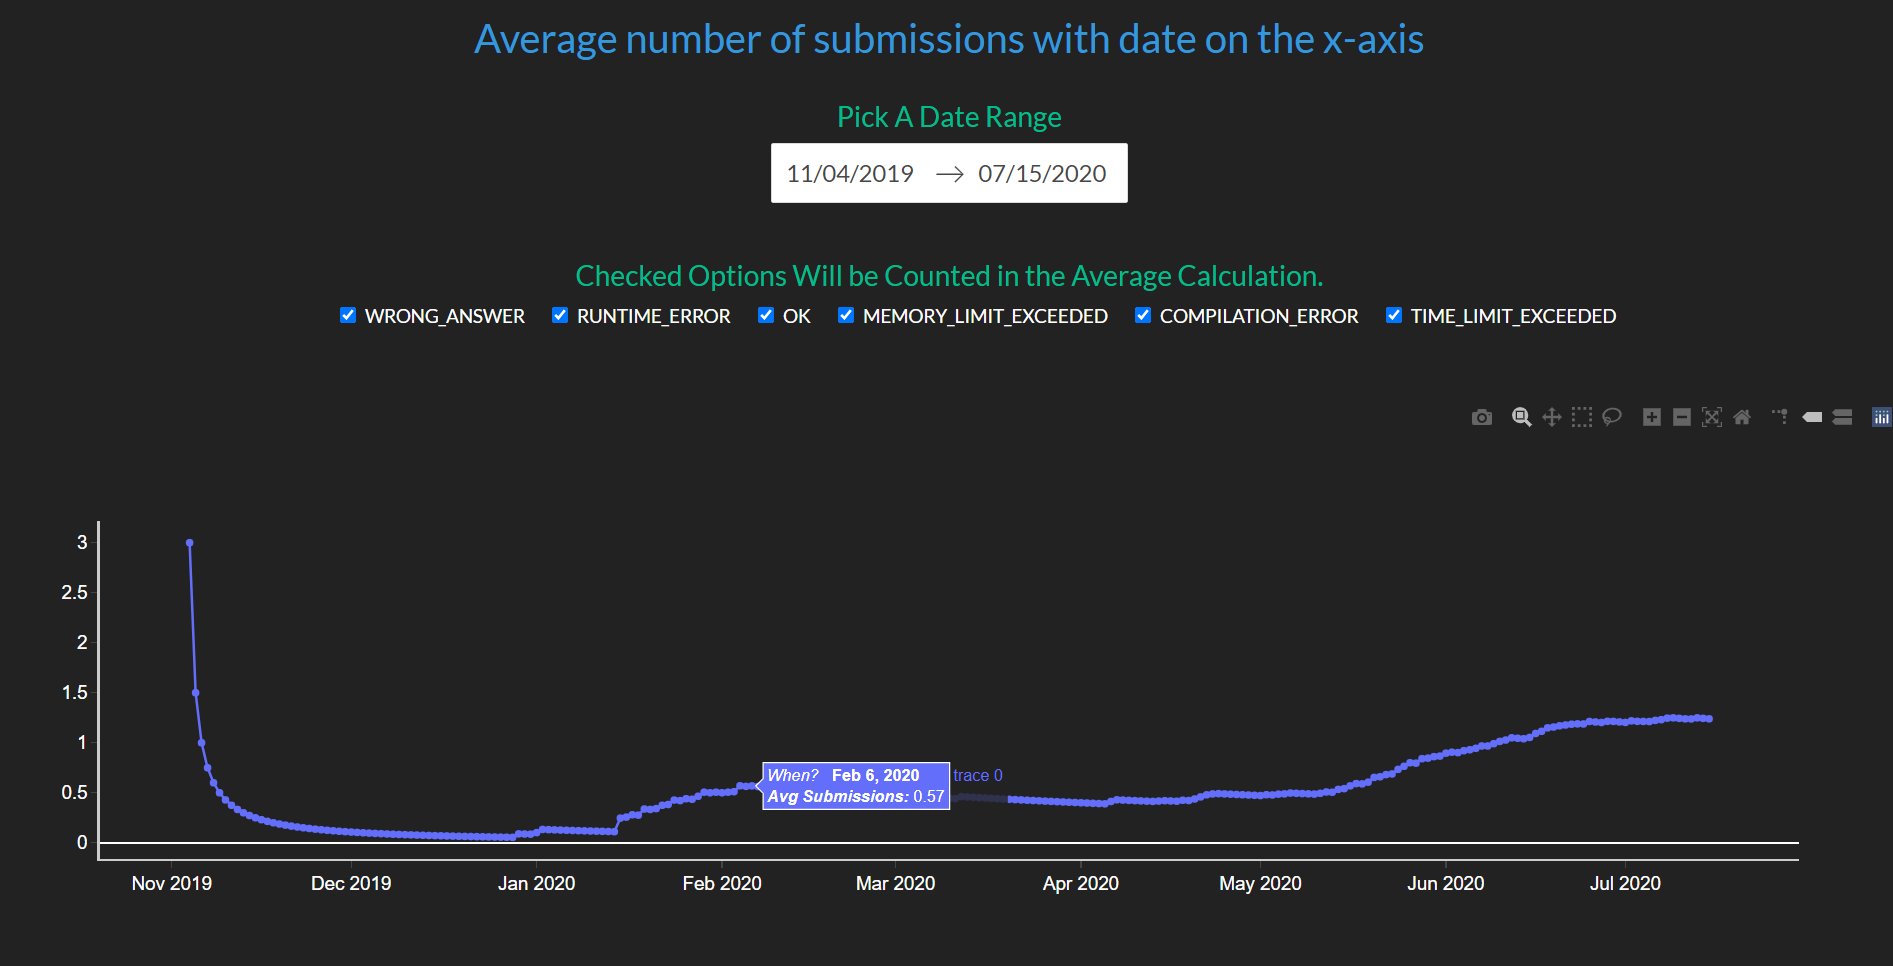 Average number of submissions with date on the x-axis
Pick A Date Range
11/04/2019 → 07/15/2020
Checked Options Will be Counted in the Average Calculation.
WRONG_ANSWER RUNTIME_ERROR OK MEMORY_LIMIT_EXCEEDED COMPILATION_ERROR TIME_LIMIT_EXCEEDED
3
2.5
2
1.5
1
0.5
0
When? Feb 6, 2020 trace 0
Avg Submissions: 0.57
Nov 2019 Dec 2019 Jan 2020 Feb 2020 Mar 2020 Apr 2020 May 2020 Jun 2020 Jul 2020